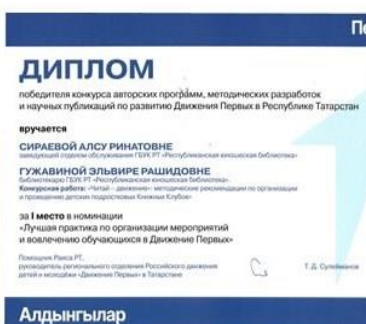 ДИПЛОМ
победителя конкурса авторских программ, методических разработок
и научных публикаций по развитию Движения Первых в Республике Татарстан
вручается
СИРАЕВОЙ АЛСУ РИНАТОВНЕ
заведующей отделом обслуживания ГБУК РТ «Республиканская юношеская библиотека»
ГУЖАВИНОЙ ЭЛЬВИРЕ РАШИДОВНЕ
библиотекарю ГБУК РТ «Республиканская юношеская библиотека».
Конкурсная работа: «Читай – движение»: методические рекомендации по организации
и проведению детских подростковых Книжных Клубов»
за I место в номинации
«Лучшая практика по организации мероприятий
и вовлечению обучающихся в Движение Первых»
Помощник Раиса РТ,
руководитель регионального отделения Российского движения
детей и молодёжи «Движение Первых» в Татарстане
Т. Д. Сулейманов
Алдынгылар